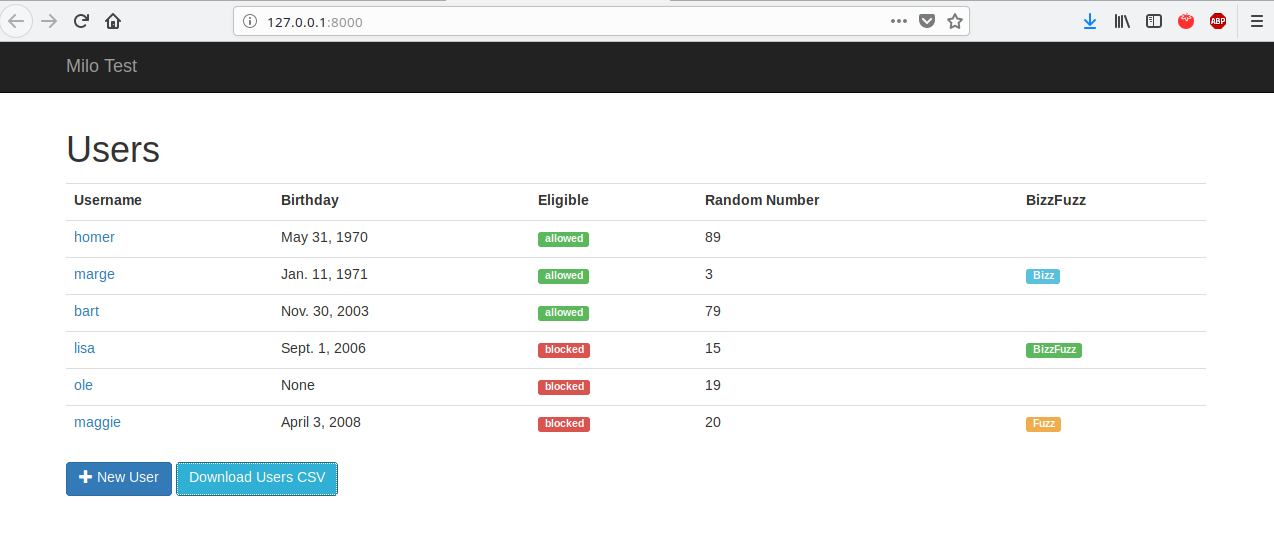 127.0.0.1:8000
ABP
Milo Test
Users
Username Birthday Eligible Random Number BizzFuzz
homer May 31, 1970 allowed 89
marge Jan. 11, 1971 allowed 3 Bizz
bart Nov. 30, 2003 allowed 79
lisa Sept. 1, 2006 blocked 15 BizzFuzz
ole None blocked 19
maggie April 3, 2008 blocked 20 Fuzz
New User Download Users CSV